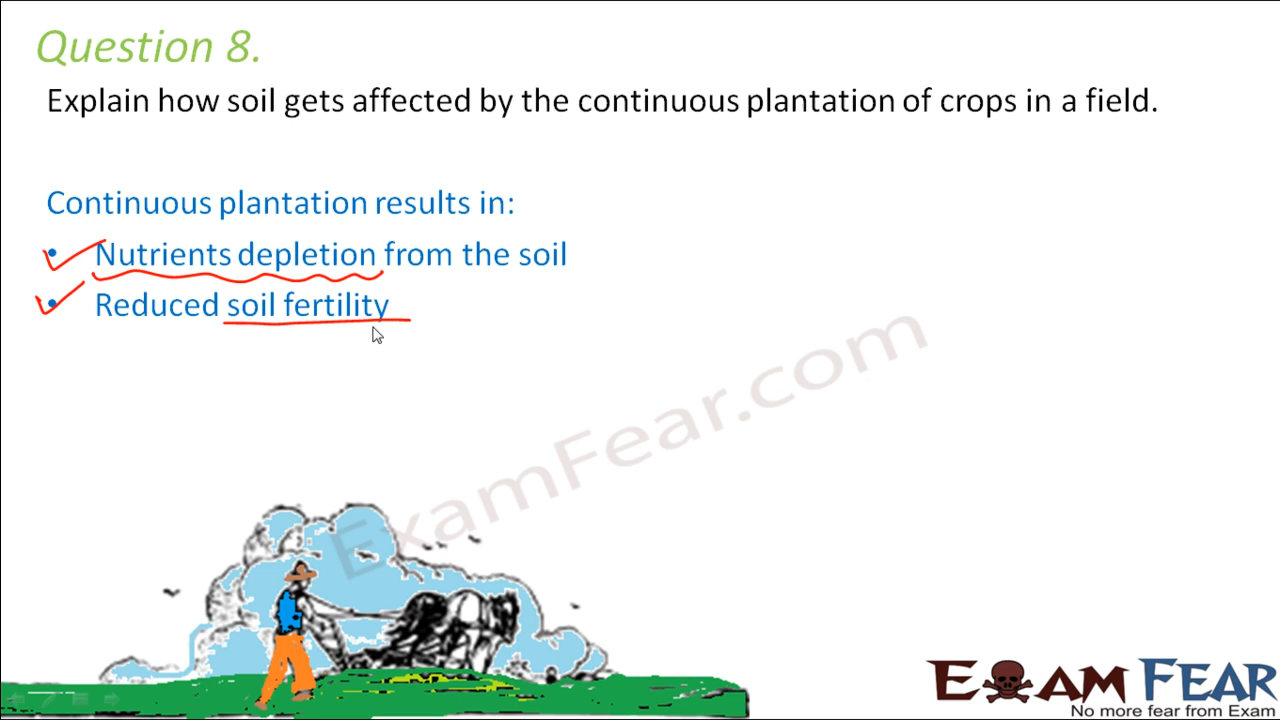 Question 8.
Explain how soil gets affected by the continuous plantation of crops in a field.
Continuous plantation results in:
• Nutrients depletion from the soil
• Reduced soil fertility
ExamFear.com
EXAM FEAR
No more fear from Exam